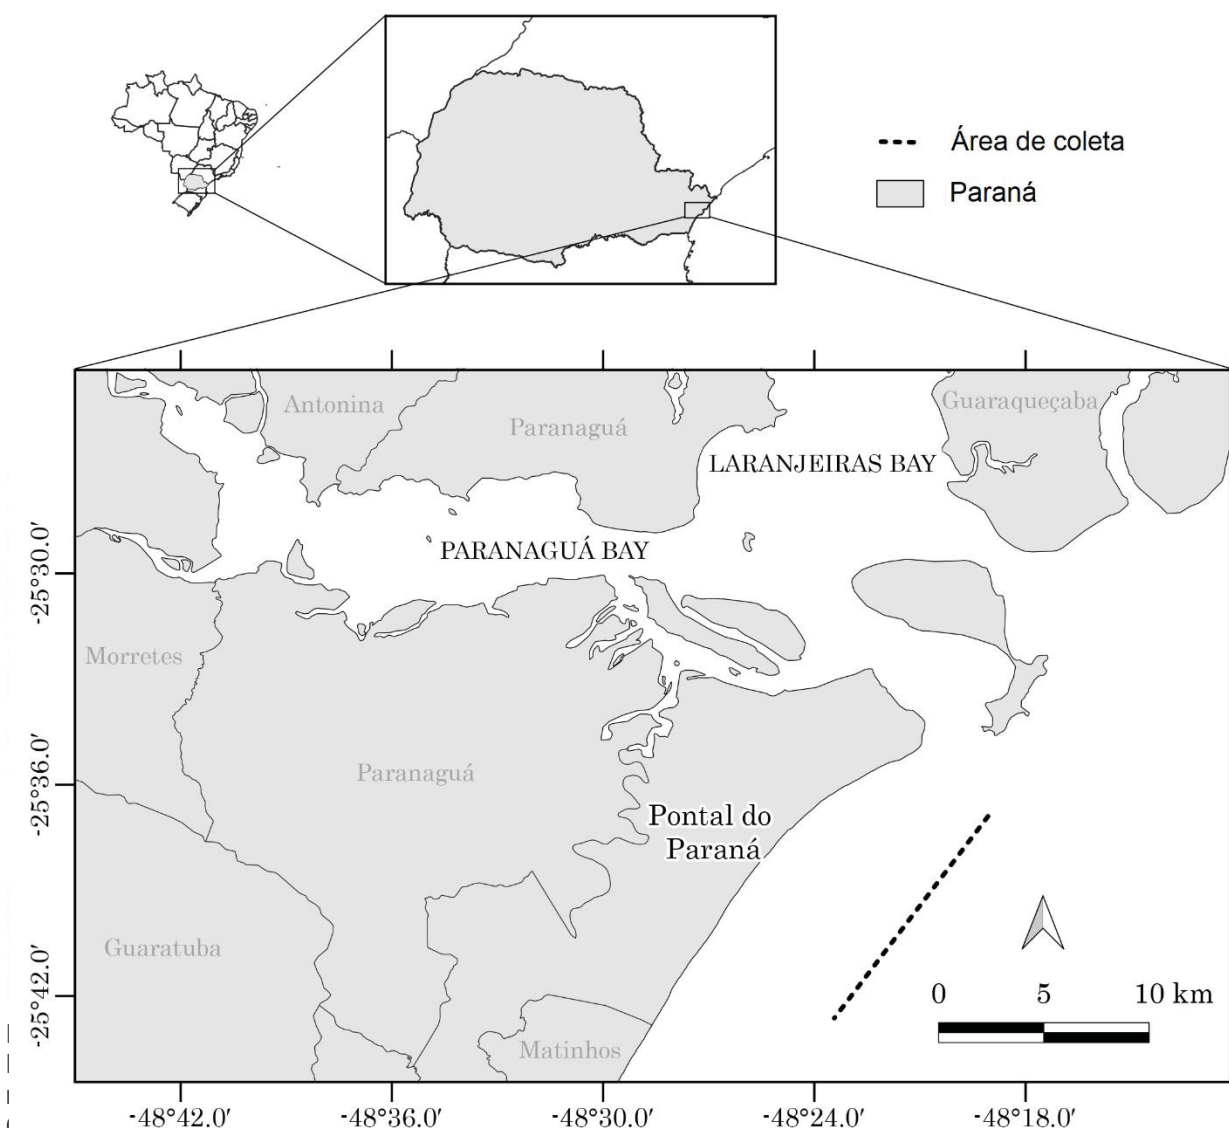 Área de coleta
Paraná
Antonina
Paranaguá
Guaraqueçaba
LARANJEIRAS BAY
PARANAGUÁ BAY
-25°30.0′
Morretes
Paranaguá
-25°36.0′
Pontal do
Paraná
Guaratuba
-25°42.0′
0 5 10 km
Matinhos
-48°42.0′ -48°36.0′ -48°30.0′ -48°24.0′ -48°18.0′